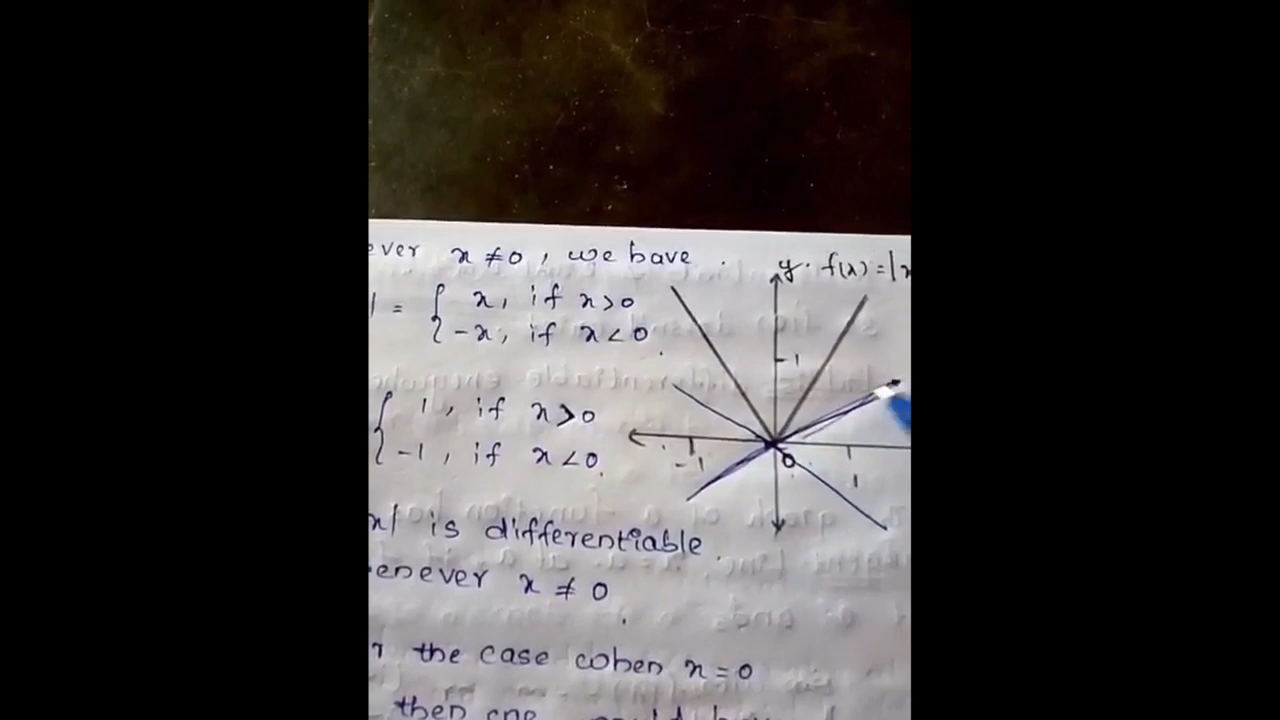 ever x ≠ 0, we have
y. f(x) = |x
| = { x, if x > 0
-x, if x < 0.
1
{ 1, if x > 0
-1, if x < 0.
-1
0
1
x| is differentiable.
enever x ≠ 0
r the case when x = 0
then one